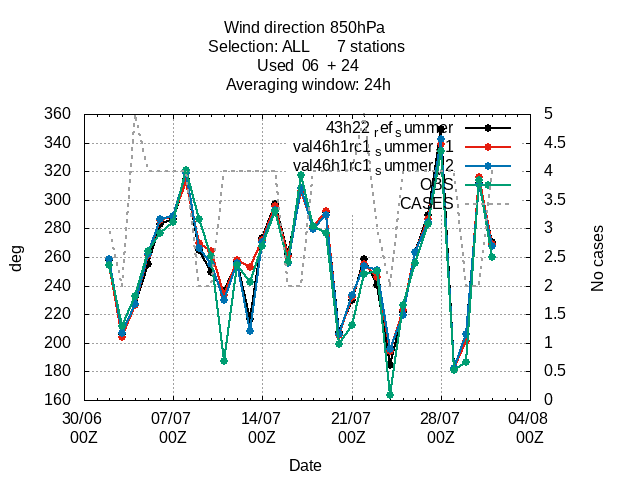 Wind direction 850hPa
Selection: ALL 7 stations
Used 06 + 24
Averaging window: 24h
43h22_ref_summer
val46h1rc1_summer
val46h1rc1_summer 2
OBS
CASES
360
340
320
300
280
260
240
220
200
180
160
5
4.5
4
3.5
3
2.5
2
1.5
1
0.5
0
deg
No cases
30/06 07/07 14/07 21/07 28/07 04/08
00Z 00Z 00Z 00Z 00Z 00Z
Date